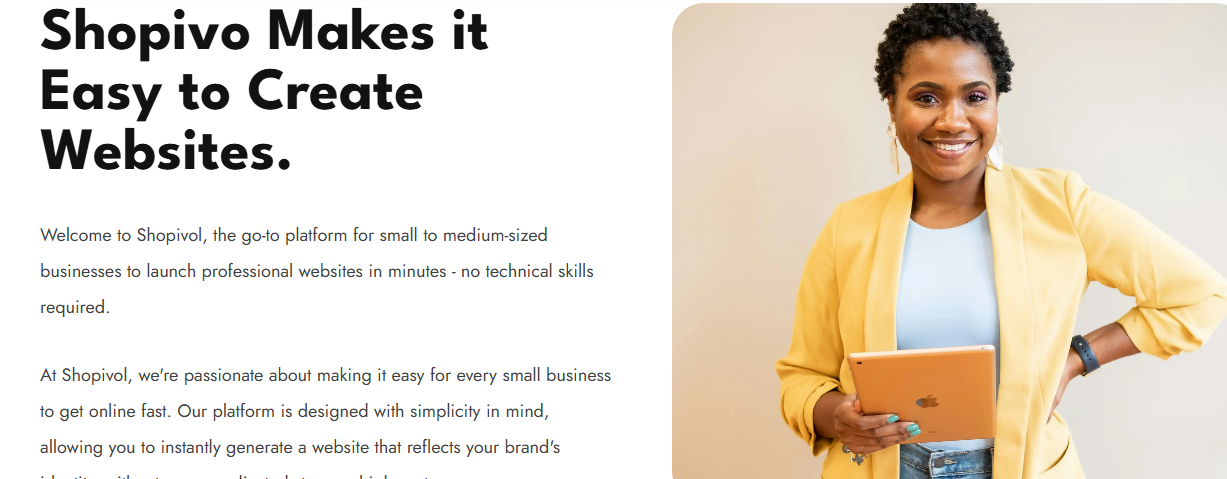 Shopivo Makes it
Easy to Create
Websites.
Welcome to Shopivol, the go-to platform for small to medium-sized
businesses to launch professional websites in minutes - no technical skills
required.
At Shopivol, we're passionate about making it easy for every small business
to get online fast. Our platform is designed with simplicity in mind,
allowing you to instantly generate a website that reflects your brand's